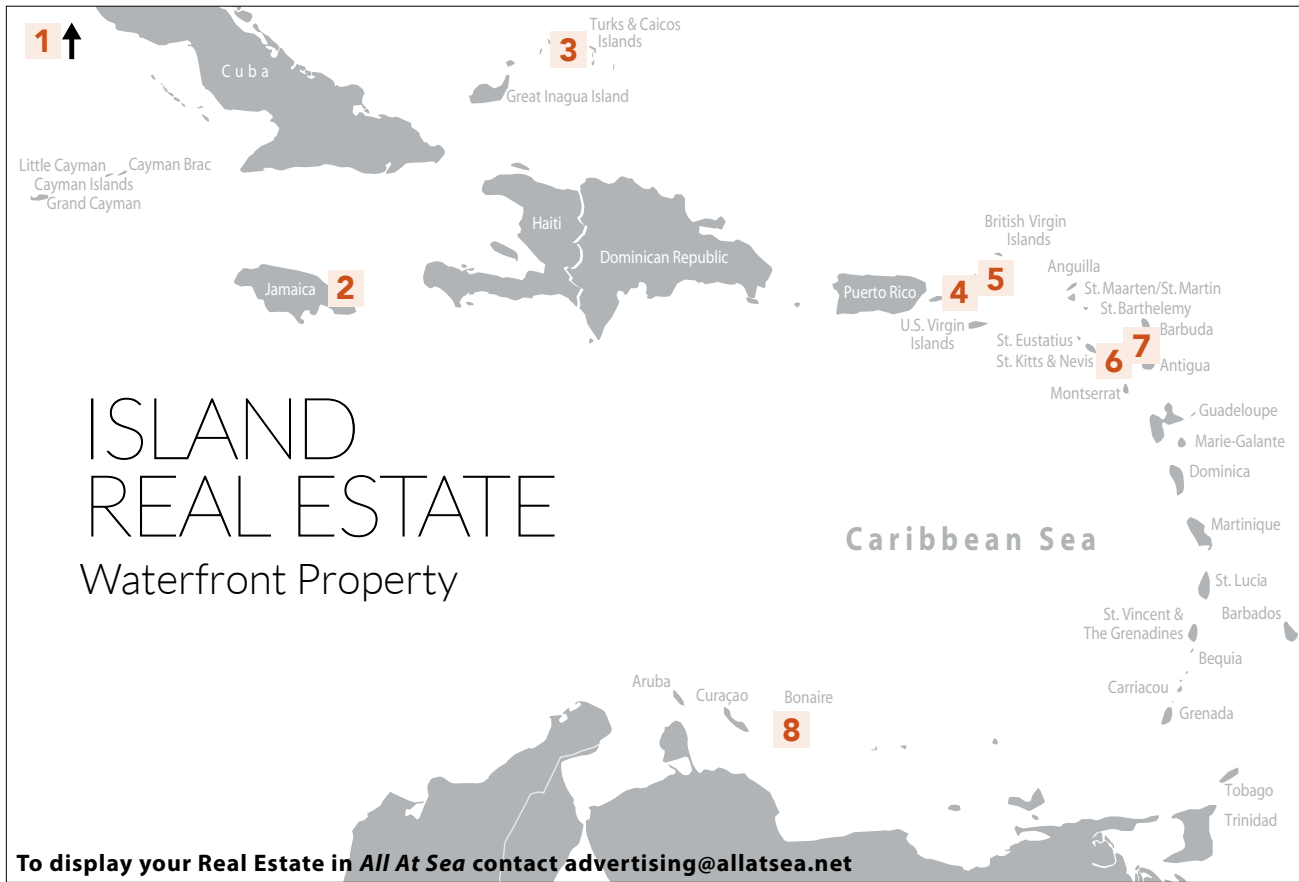 1
Cuba
3
Turks & Caicos
Islands
Great Inagua Island
Little Cayman
Cayman Brac
Cayman Islands
Grand Cayman
Jamaica
2
Haiti
Dominican Republic
Puerto Rico
4
5
British Virgin
Islands
U.S. Virgin
Islands
Anguilla
St. Maarten/St. Martin
St. Barthelemy
Barbuda
St. Eustatius
St. Kitts & Nevis
6
7
Antigua
Montserrat
Guadeloupe
Marie-Galante
Dominica
Martinique
St. Lucia
St. Vincent &
The Grenadines
Barbados
Bequia
Carriacou
Grenada
Tobago
Trinidad
Caribbean Sea
ISLAND
REAL ESTATE
Waterfront Property
Aruba
Curaçao
Bonaire
8
To display your Real Estate in All At Sea contact advertising@allatsea.net